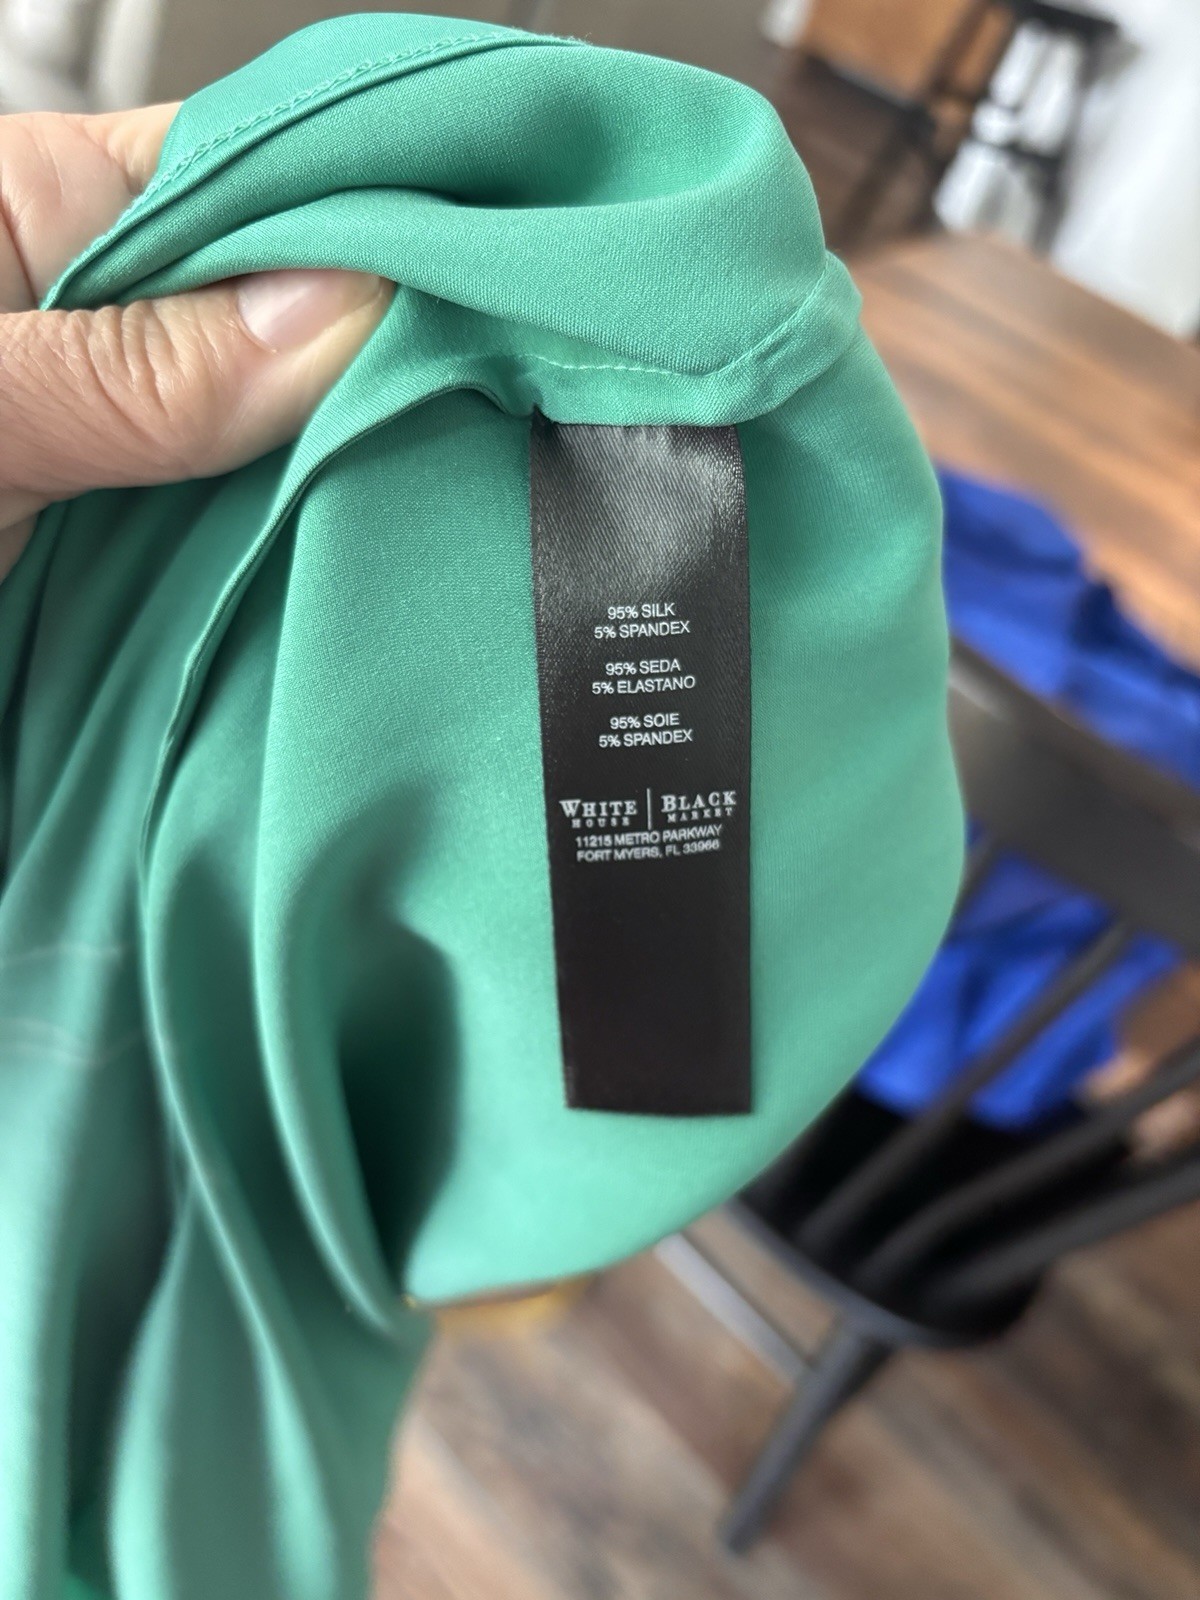 95% SILK
5% SPANDEX
95% SEDA
5% ELASTANO
95% SOIE
5% SPANDEX
WHITE HOUSE | BLACK MARKET
11215 METRO PARKWAY
FORT MYERS, FL 33966